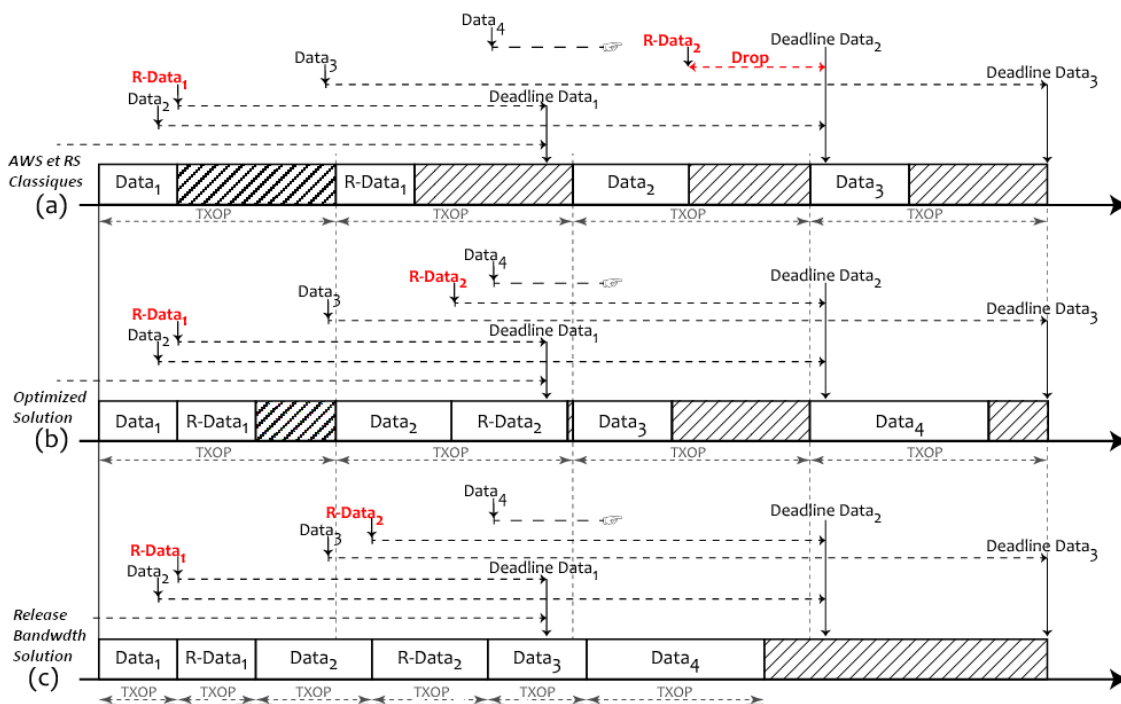 Data4
R-Data2
Deadline Data2
Drop
Data3
Deadline Data3
R-Data1
Data2
Deadline Data1
AWS et RS
Classiques
(a)
Data1
R-Data1
Data2
Data3
TXOP TXOP TXOP TXOP
Data4
R-Data2
Deadline Data2
Data3
Deadline Data3
R-Data1
Data2
Deadline Data1
Optimized
Solution
(b)
Data1 R-Data1 Data2 R-Data2 Data3 Data4
TXOP TXOP TXOP TXOP
Data4
R-Data2
Deadline Data2
Data3
Deadline Data3
R-Data1
Data2
Deadline Data1
Release
Bandwdth
Solution
(c)
Data1 R-Data1 Data2 R-Data2 Data3 Data4
TXOP TXOP TXOP TXOP TXOP TXOP